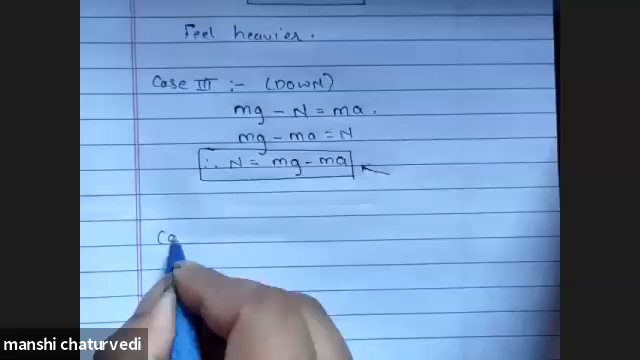 Feel heavier.
Case III :- (DOWN)
mg - N = ma.
mg - ma = N
∴ N = mg - ma
Ca
manshi chaturvedi